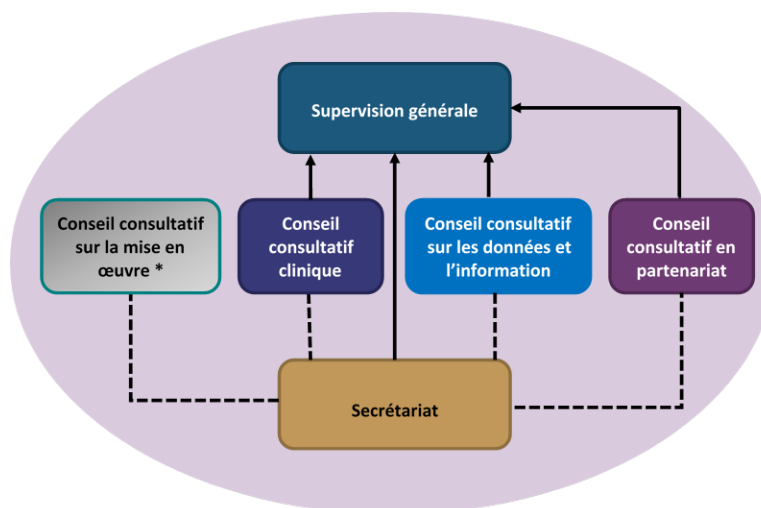 Supervision générale
Conseil consultatif
sur la mise en
œuvre *
Conseil
consultatif
clinique
Conseil consultatif
sur les données et
l’information
Conseil
consultatif en
partenariat
Secrétariat